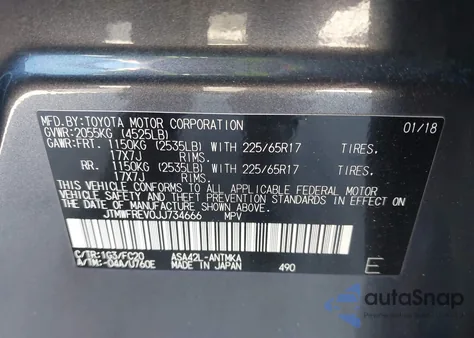 MFD.BY:TOYOTA MOTOR CORPORATION 01/18
GVWR:2055KG (4525LB)
GAWR:FRT. 1150KG (2535LB) WITH 225/65R17 TIRES.
17X7J RIMS.
RR. 1150KG (2535LB) WITH 225/65R17 TIRES.
17X7J RIMS.
THIS VEHICLE CONFORMS TO ALL APPLICABLE FEDERAL MOTOR
VEHICLE SAFETY, BUMPER, AND THEFT PREVENTION STANDARDS IN
EFFECT ON THE DATE OF MANUFACTURE SHOWN ABOVE.
JTMWFREV0JJ734666 MPV
C/TR:1G3/FC20 ASA42L-ANTMKA
A/TM:-04A/U760E MADE IN JAPAN 490 E
autoSnap